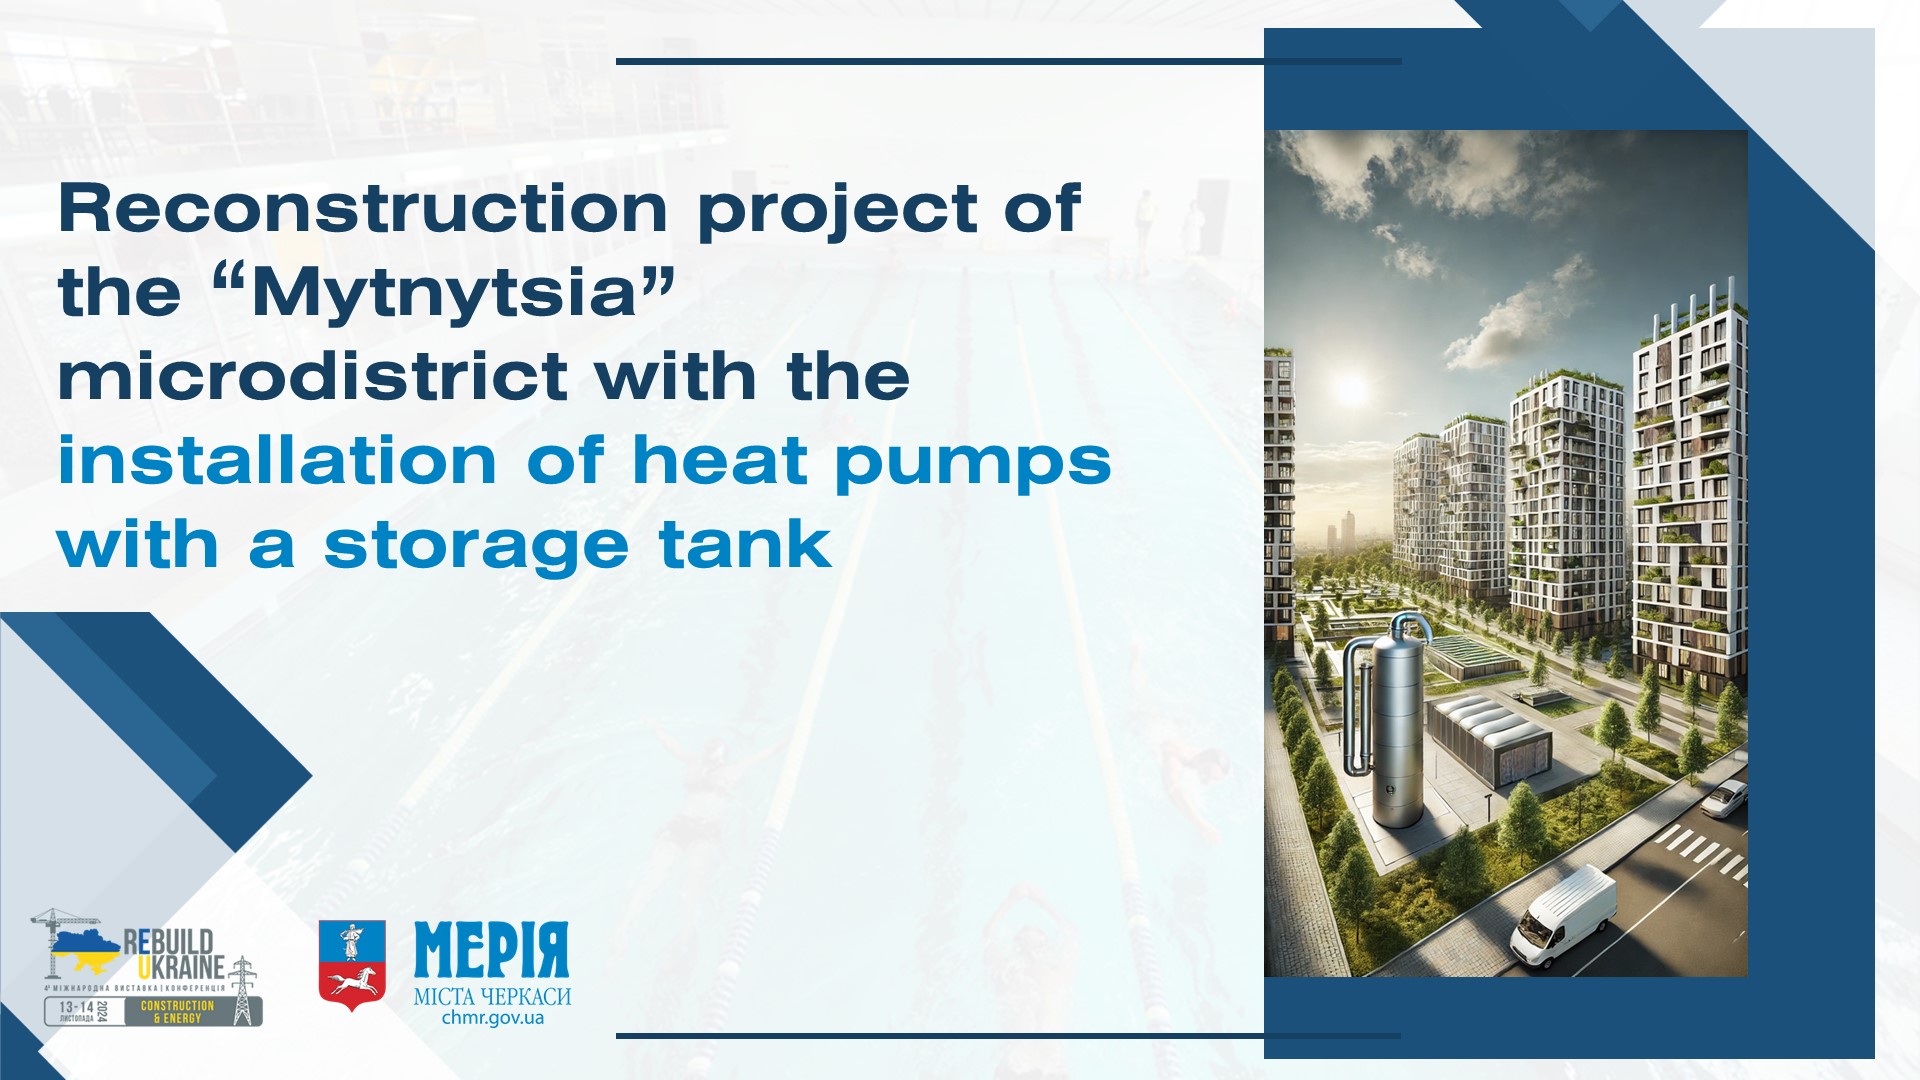 Reconstruction project of
the “Mytnytsia”
microdistrict with the
installation of heat pumps
with a storage tank
REBUILD
UKRAINE
4ª МІЖНАРОДНА ВИСТАВКА | КОНФЕРЕНЦІЯ
13-14
ЛИСТОПАДА
2024
CONSTRUCTION
& ENERGY
МЕРІЯ
МІСТА ЧЕРКАСИ
chmr.gov.ua